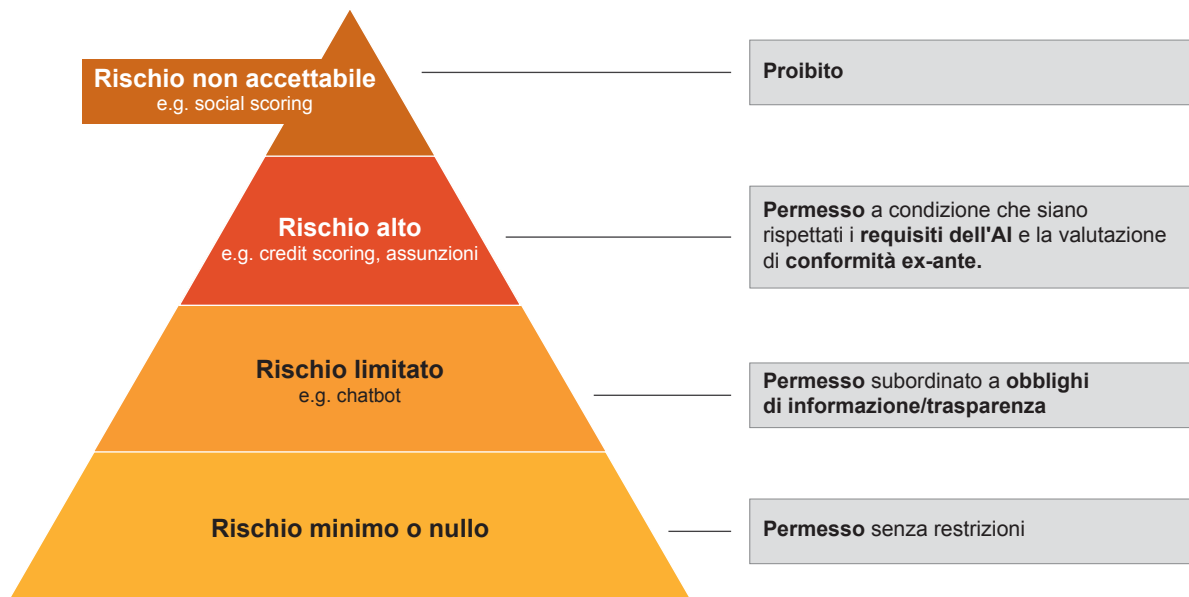 Rischio non accettabile
e.g. social scoring
Proibito
Rischio alto
e.g. credit scoring, assunzioni
Permesso a condizione che siano
rispettati i requisiti dell'AI e la valutazione
di conformità ex-ante.
Rischio limitato
e.g. chatbot
Permesso subordinato a obblighi
di informazione/trasparenza
Rischio minimo o nullo
Permesso senza restrizioni